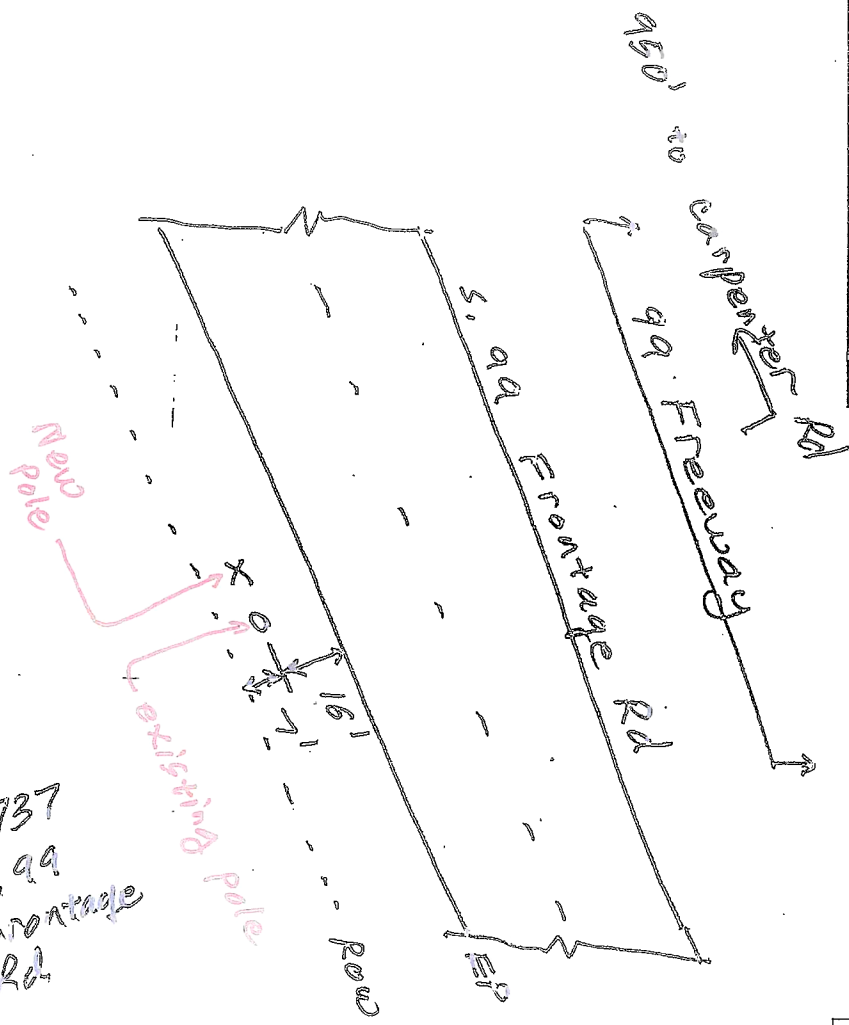 950' to carpenter Rd
99 Freeway
S. 99 Frontage Rd
16'
7'
New
Pole
existing pole
ROW
EP
737
99
Frontage
Rd